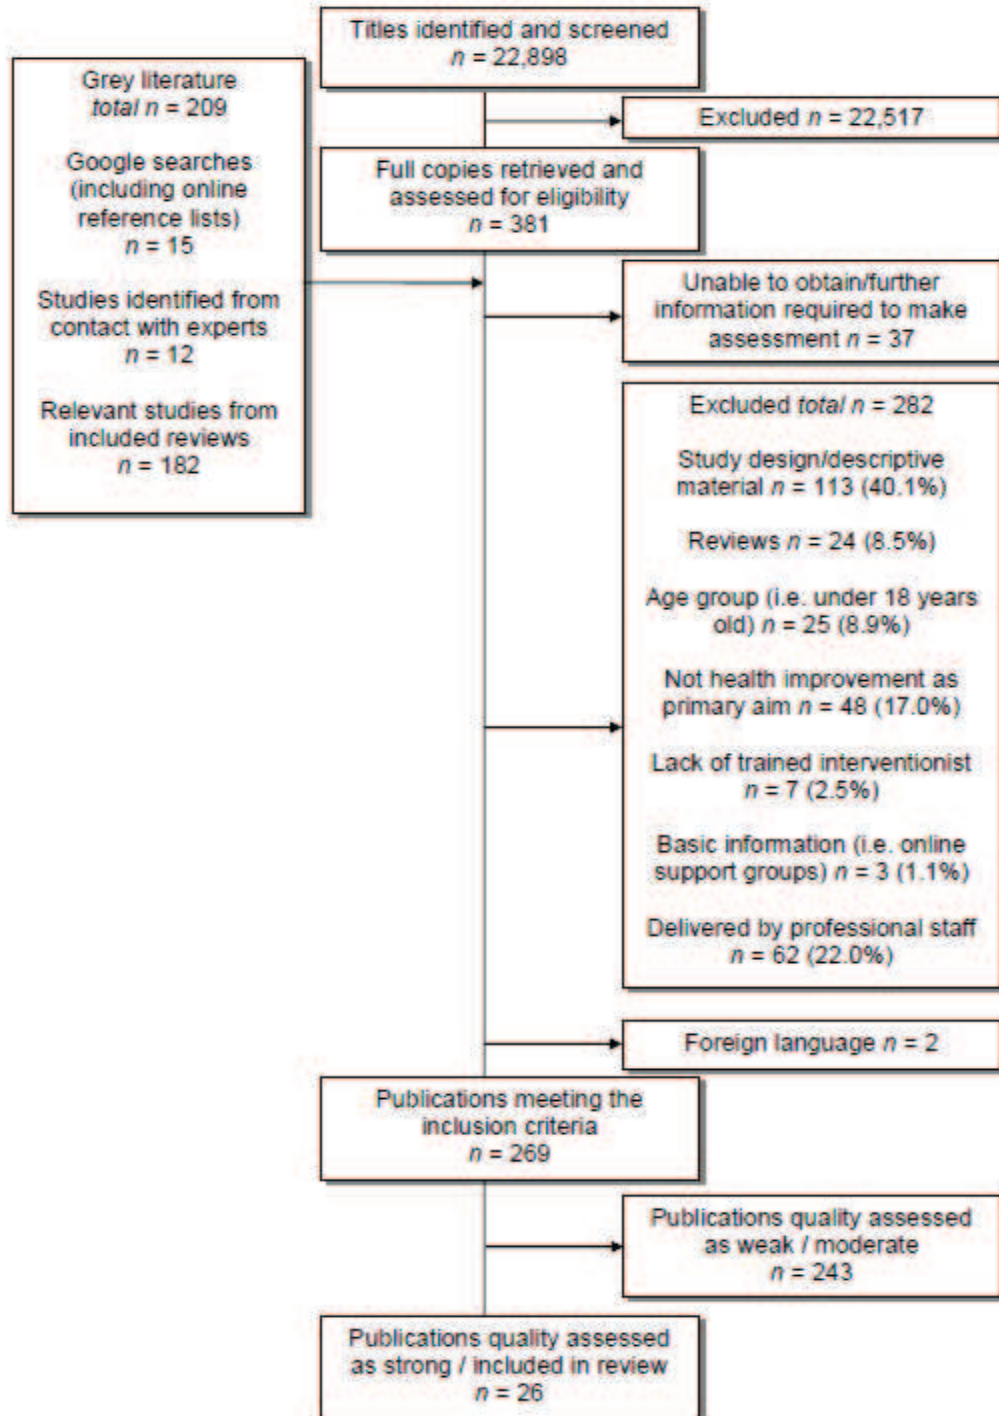 Titles identified and screened
n = 22,898
Grey literature
total n = 209
Google searches
(including online
reference lists)
n = 15
Studies identified from
contact with experts
n = 12
Relevant studies from
included reviews
n = 182
Excluded n = 22,517
Full copies retrieved and
assessed for eligibility
n = 381
Unable to obtain/further
information required to make
assessment n = 37
Excluded total n = 282
Study design/descriptive
material n = 113 (40.1%)
Reviews n = 24 (8.5%)
Age group (i.e. under 18 years
old) n = 25 (8.9%)
Not health improvement as
primary aim n = 48 (17.0%)
Lack of trained interventionist
n = 7 (2.5%)
Basic information (i.e. online
support groups) n = 3 (1.1%)
Delivered by professional staff
n = 62 (22.0%)
Foreign language n = 2
Publications meeting the
inclusion criteria
n = 269
Publications quality assessed
as weak / moderate
n = 243
Publications quality assessed
as strong / included in review
n = 26